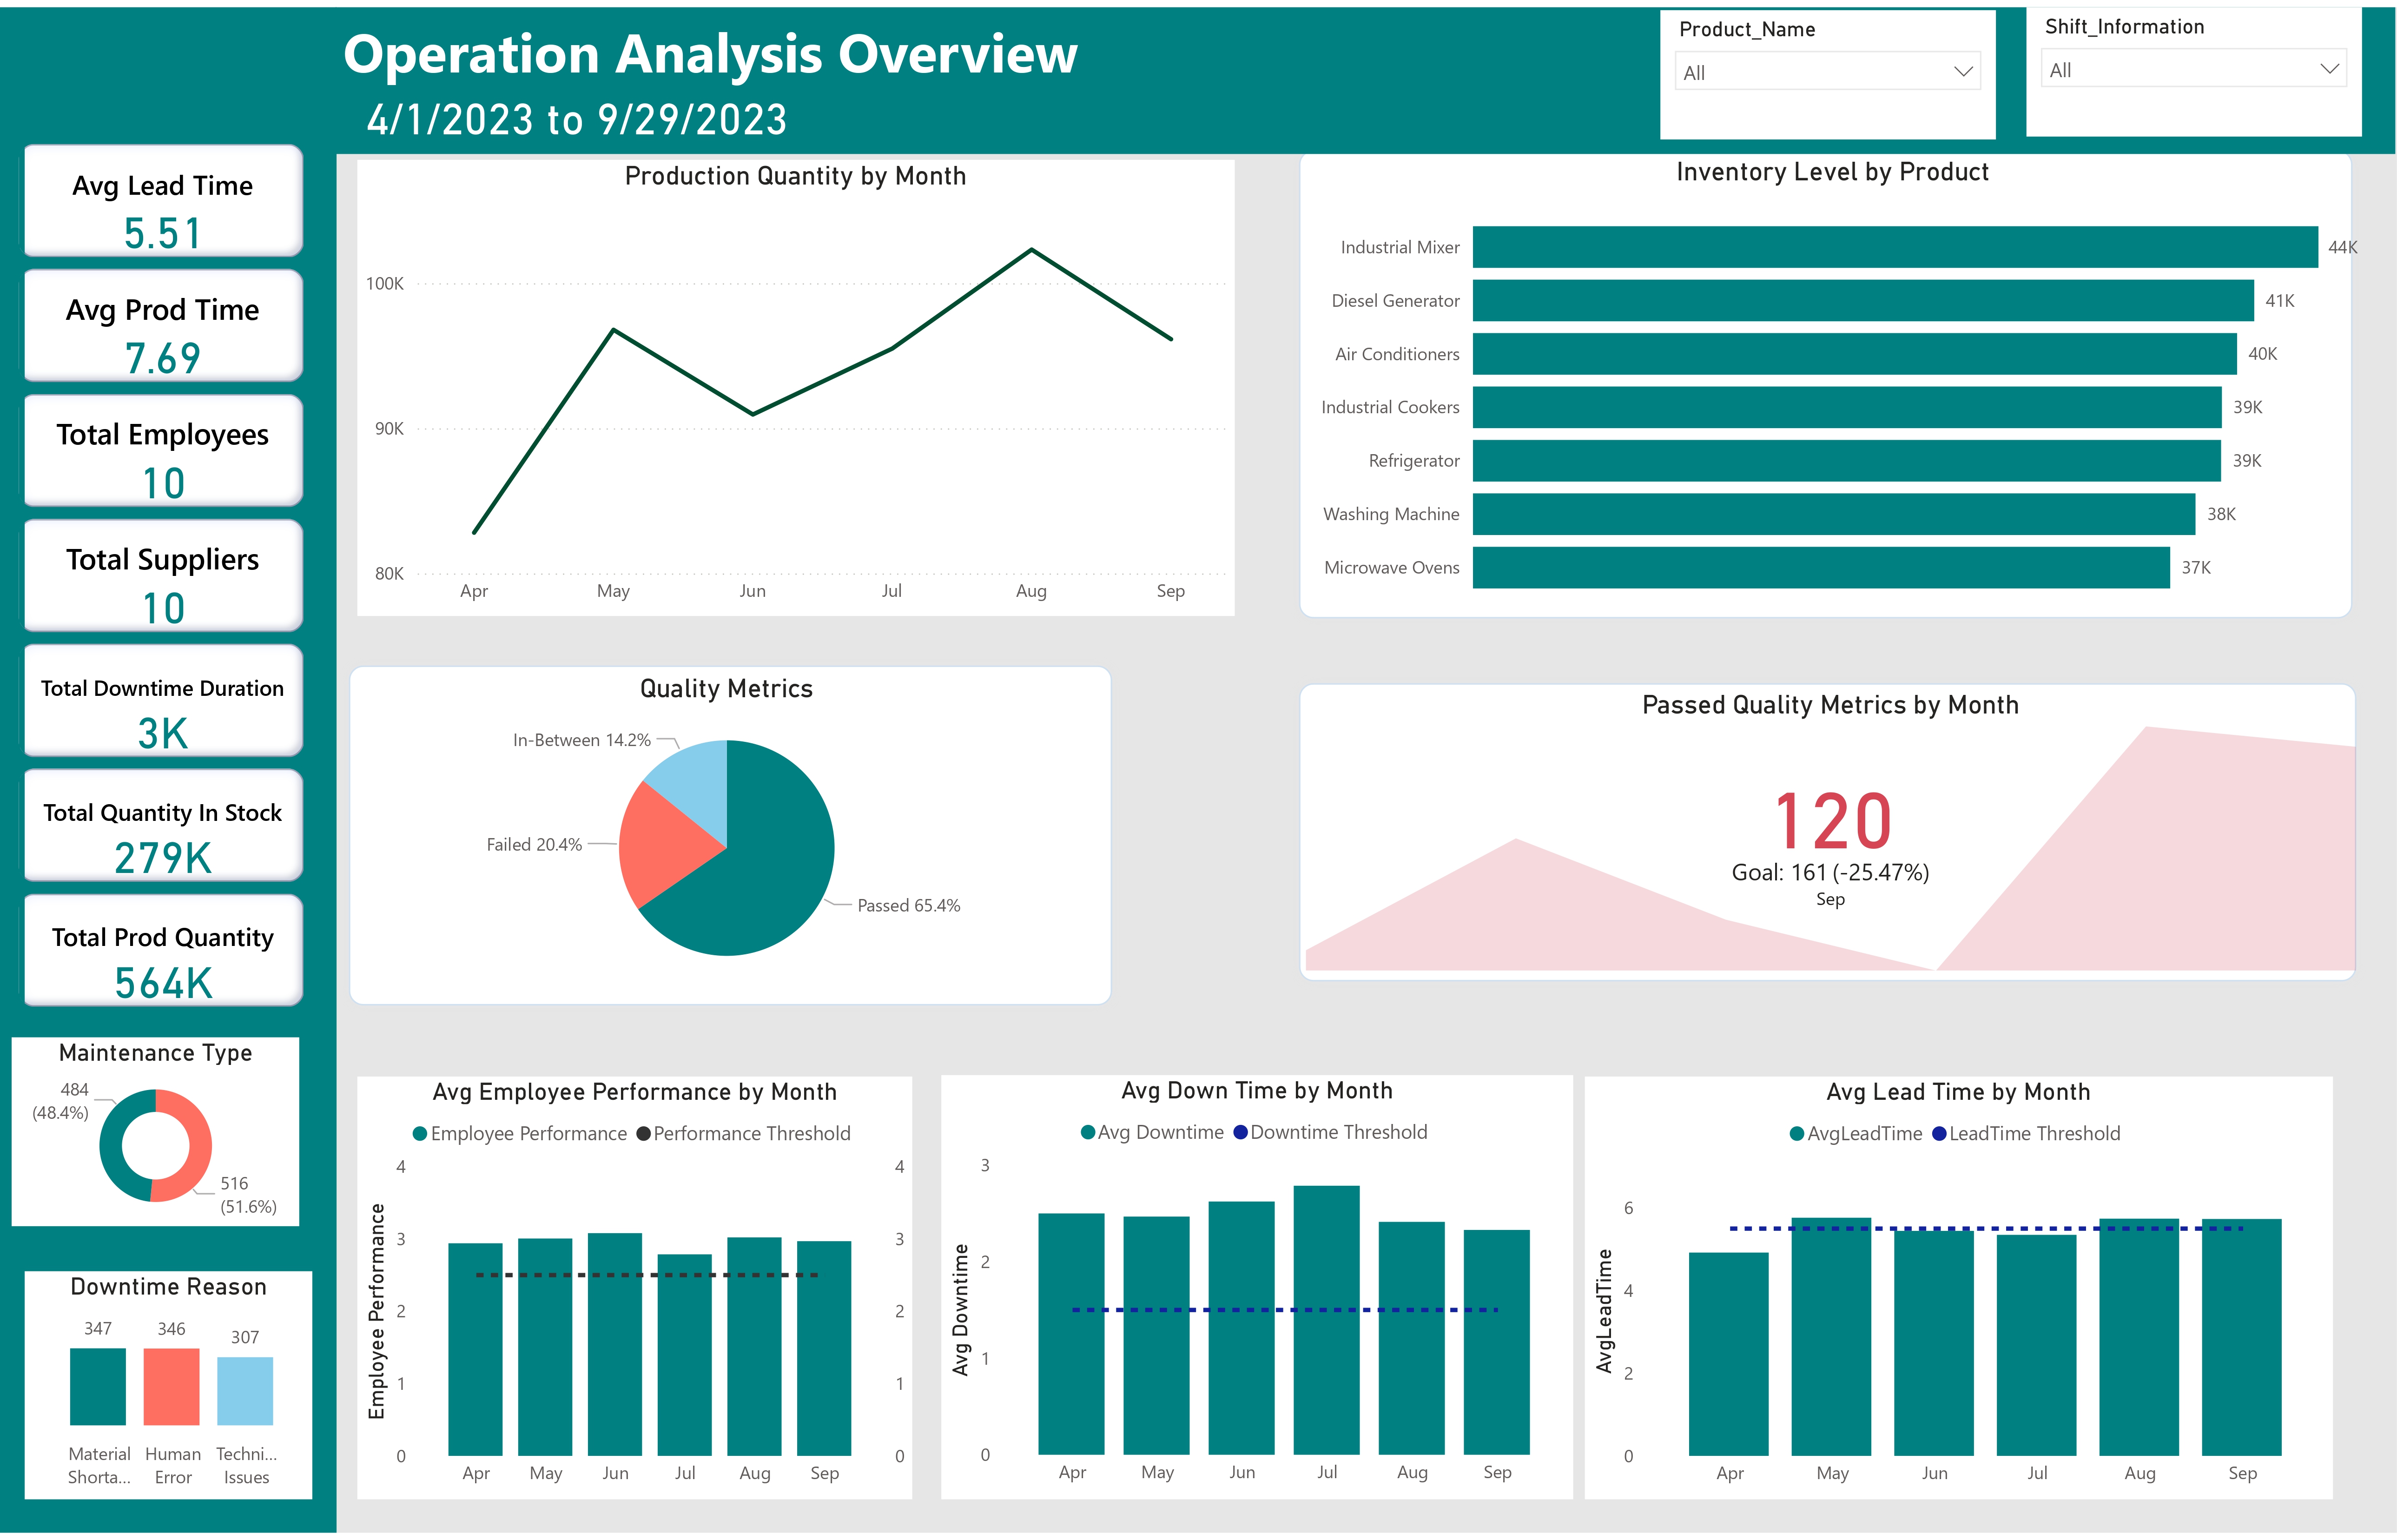 Operation Analysis Overview
4/1/2023 to 9/29/2023
Product_Name
All
Shift_Information
All
Avg Lead Time
5.51
Avg Prod Time
7.69
Total Employees
10
Total Suppliers
10
Total Downtime Duration
3K
Total Quantity In Stock
279K
Total Prod Quantity
564K
Maintenance Type
484
(48.4%)
516
(51.6%)
Downtime Reason
347 346 307
Material Human Techni...
Shorta... Error Issues
Production Quantity by Month
100K
90K
80K
Apr May Jun Jul Aug Sep
Inventory Level by Product
Industrial Mixer 44K
Diesel Generator 41K
Air Conditioners 40K
Industrial Cookers 39K
Refrigerator 39K
Washing Machine 38K
Microwave Ovens 37K
Quality Metrics
In-Between 14.2%
Failed 20.4%
Passed 65.4%
Passed Quality Metrics by Month
120
Goal: 161 (-25.47%)
Sep
Avg Employee Performance by Month
Employee Performance Performance Threshold
Employee Performance
4 4
3 3
2 2
1 1
0 0
Apr May Jun Jul Aug Sep
Avg Down Time by Month
Avg Downtime Downtime Threshold
Avg Downtime
3
2
1
0
Apr May Jun Jul Aug Sep
Avg Lead Time by Month
AvgLeadTime LeadTime Threshold
AvgLeadTime
6
4
2
0
Apr May Jun Jul Aug Sep